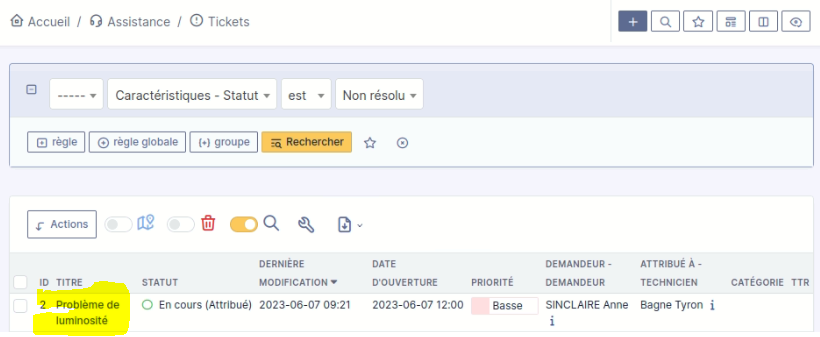 Accueil / Assistance / Tickets
----- Caractéristiques - Statut est Non résolu
règle règle globale (+) groupe Rechercher
Actions
ID TITRE STATUT DERNIÈRE MODIFICATION DATE D'OUVERTURE PRIORITÉ DEMANDEUR - DEMANDEUR ATTRIBUÉ À - TECHNICIEN CATÉGORIE TTR
2 Problème de luminosité En cours (Attribué) 2023-06-07 09:21 2023-06-07 12:00 Basse SINCLAIRE Anne i Bagne Tyron i